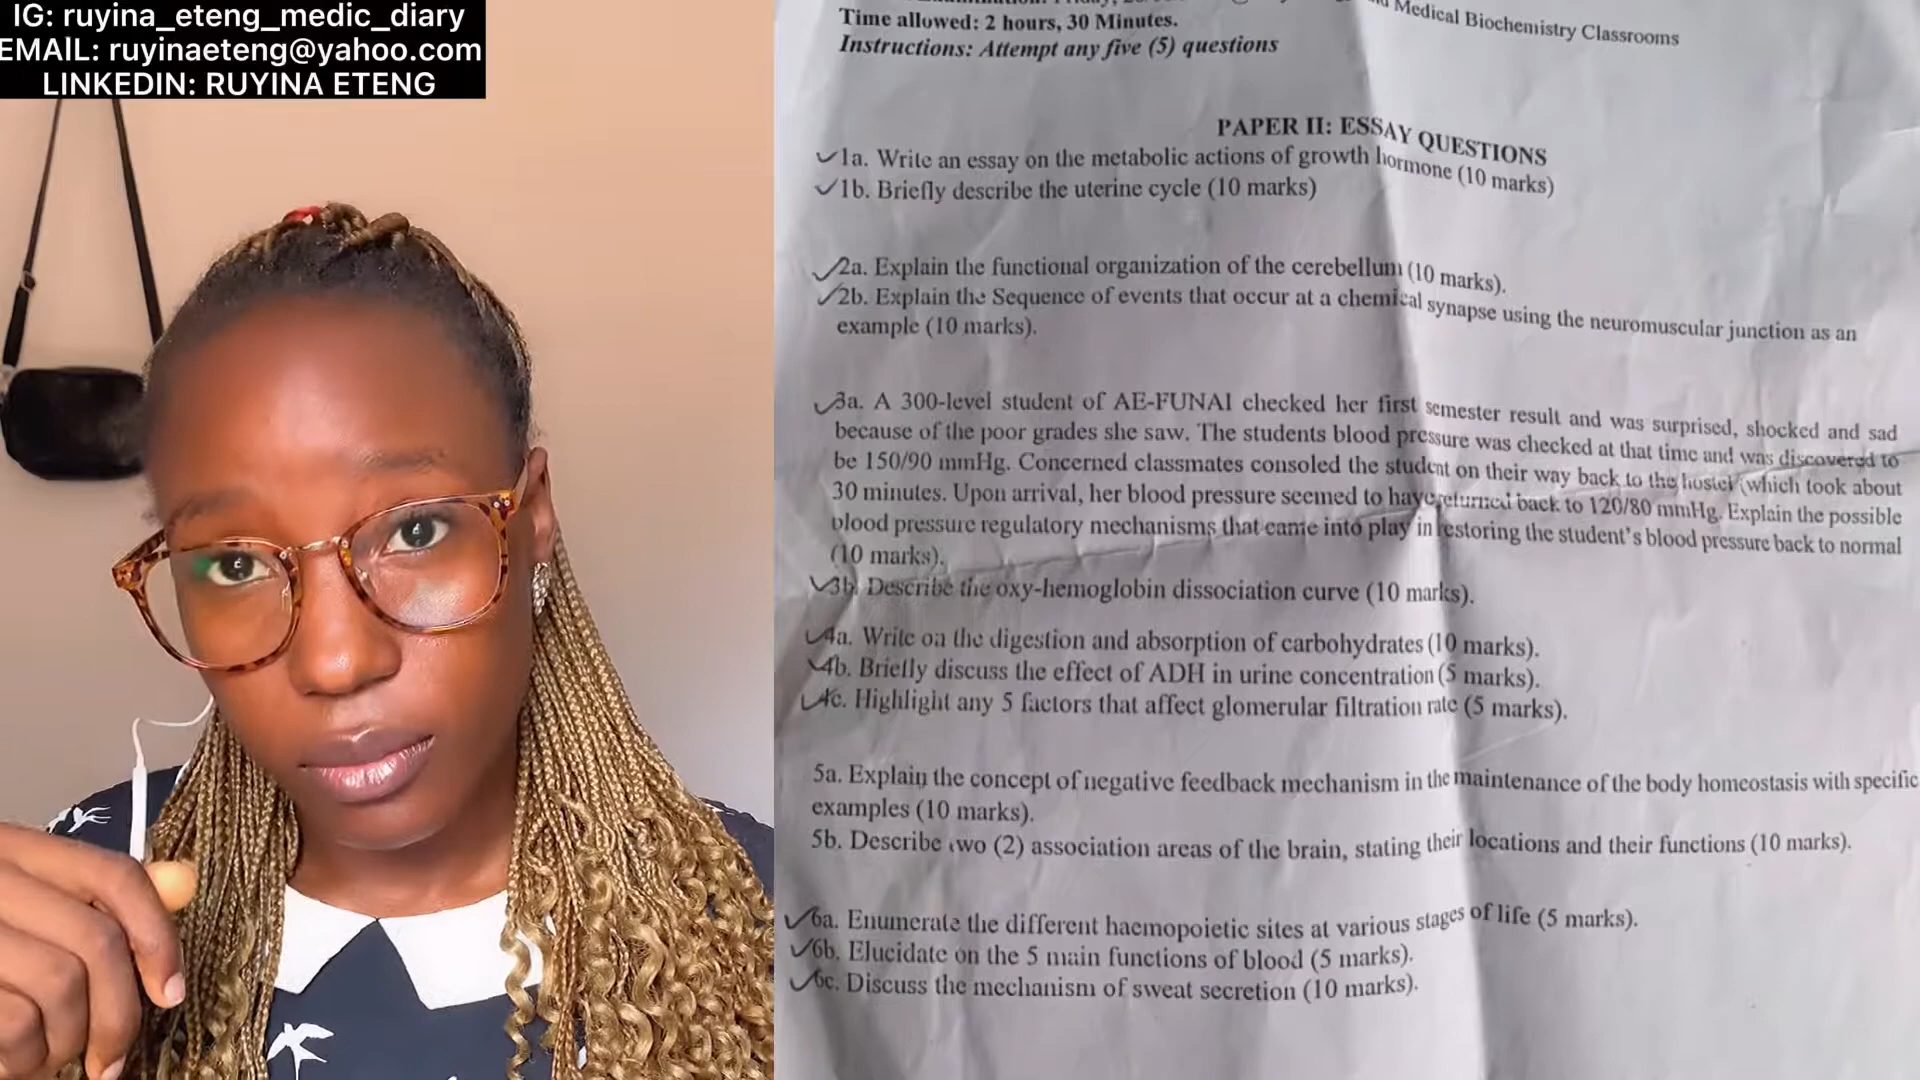 IG: ruyina_eteng_medic_diary
EMAIL: ruyinaeteng@yahoo.com
LINKEDIN: RUYINA ETENG
Medical Biochemistry Classrooms
Time allowed: 2 hours, 30 Minutes.
Instructions: Attempt any five (5) questions
PAPER II: ESSAY QUESTIONS
1a. Write an essay on the metabolic actions of growth hormone (10 marks)
1b. Briefly describe the uterine cycle (10 marks)
2a. Explain the functional organization of the cerebellum (10 marks).
2b. Explain the Sequence of events that occur at a chemical synapse using the neuromuscular junction as an
example (10 marks).
3a. A 300-level student of AE-FUNAI checked her first semester result and was surprised, shocked and sad
because of the poor grades she saw. The students blood pressure was checked at that time and was discovered to
be 150/90 mmHg. Concerned classmates consoled the student on their way back to the hostel (which took about
30 minutes. Upon arrival, her blood pressure seemed to have returned back to 120/80 mmHg. Explain the possible
blood pressure regulatory mechanisms that came into play in restoring the student's blood pressure back to normal
(10 marks).
3b. Describe the oxy-hemoglobin dissociation curve (10 marks).
4a. Write on the digestion and absorption of carbohydrates (10 marks).
4b. Briefly discuss the effect of ADH in urine concentration (5 marks).
4c. Highlight any 5 factors that affect glomerular filtration rate (5 marks).
5a. Explain the concept of negative feedback mechanism in the maintenance of the body homeostasis with specific
examples (10 marks).
5b. Describe two (2) association areas of the brain, stating their locations and their functions (10 marks).
6a. Enumerate the different haemopoietic sites at various stages of life (5 marks).
6b. Elucidate on the 5 main functions of blood (5 marks).
6c. Discuss the mechanism of sweat secretion (10 marks).